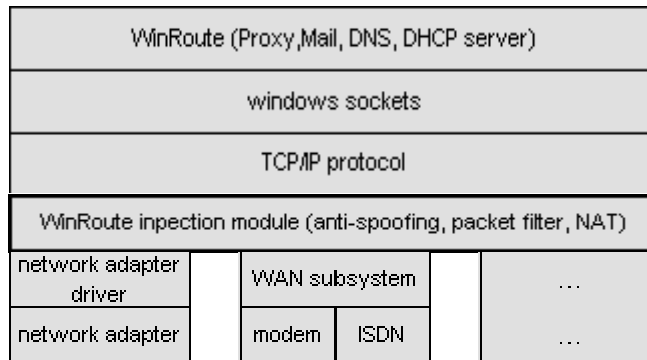 WinRoute (Proxy,Mail, DNS, DHCP server)
windows sockets
TCP/IP protocol
WinRoute inpection module (anti-spoofing, packet filter, NAT)
network adapter
driver
WAN subsystem
...
network adapter
modem
ISDN
...